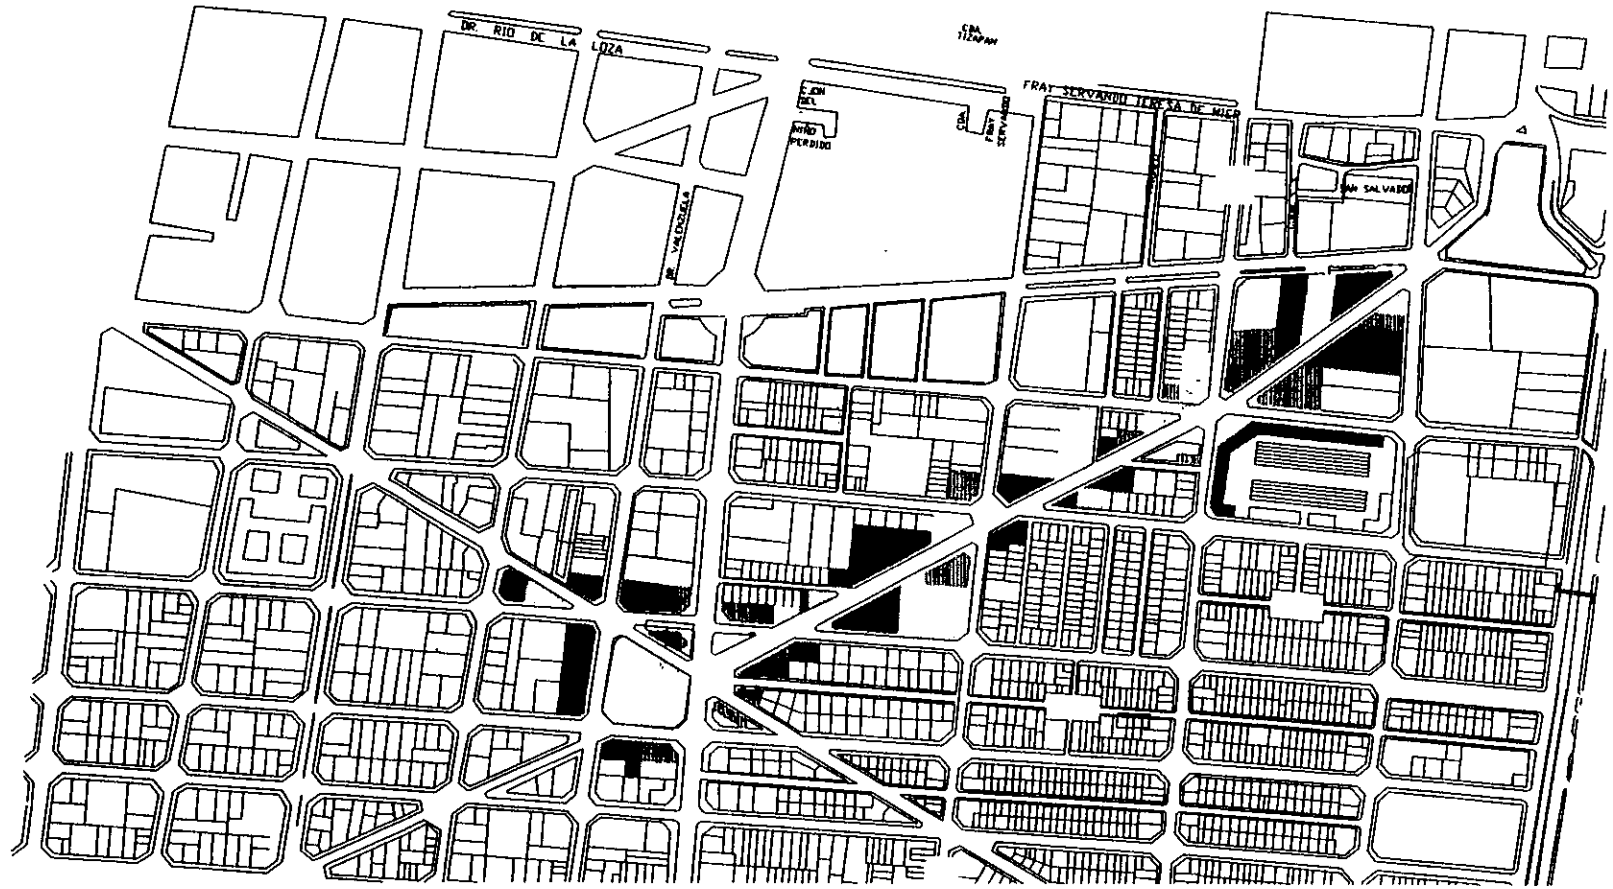 DR. RIO DE LA LOZA
CDA.
TIZAPAN
FRAY SERVANDO TERESA DE MIER
CJON
DEL
NIÑO
PERDIDO
CDA.
FRAY
SERVANDO
SAN SALVADOR
DR. VALENZUELA